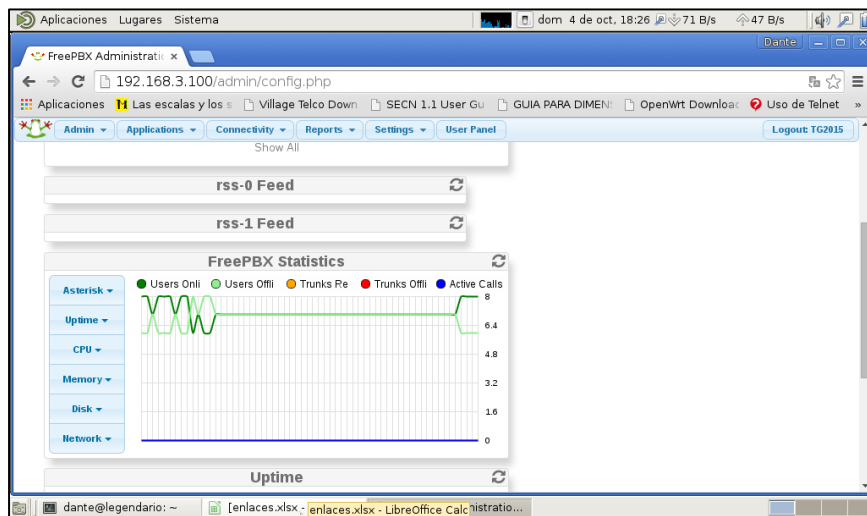 Aplicaciones Lugares Sistema dom 4 de oct, 18:26 71 B/s 47 B/s
Dante
FreePBX Administratio
192.168.3.100/admin/config.php
Aplicaciones Las escalas y los s Village Telco Down SECN 1.1 User Gu GUIA PARA DIMEN OpenWrt Downloa Uso de Telnet »
Admin Applications Connectivity Reports Settings User Panel Logout: TG2015
Show All
rss-0 Feed
rss-1 Feed
FreePBX Statistics
Asterisk
Uptime
CPU
Memory
Disk
Network
Users Onli Users Offli Trunks Re Trunks Offli Active Calls
8
6.4
4.8
3.2
1.6
0
Uptime
dante@legendario: ~ [enlaces.xlsx - enlaces.xlsx - LibreOffice Calc nistratio...